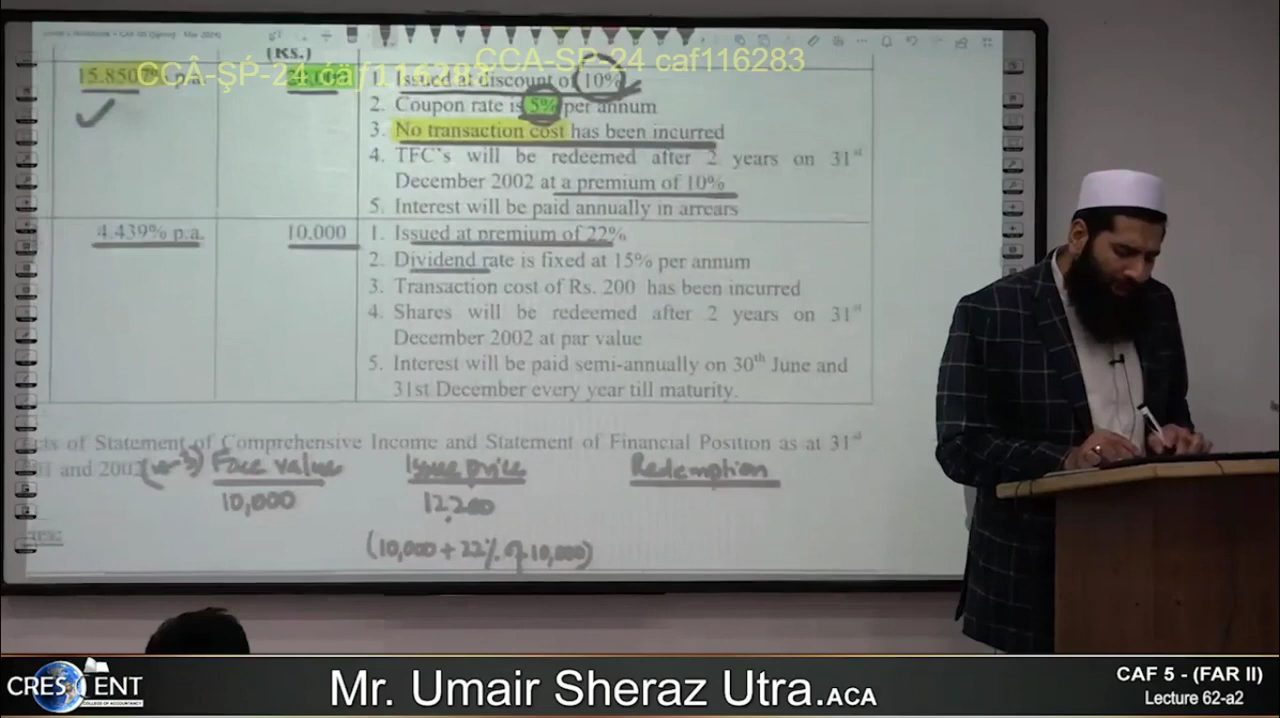 (Spring - Mar 2024)
(Ks.)
CCA-SP-24 caf116283
1. Issued at discount of 10%
2. Coupon rate is 5% per annum
3. No transaction cost has been incurred
4. TFC's will be redeemed after 2 years on 31st
December 2002 at a premium of 10%
5. Interest will be paid annually in arrears
4.439% p.a.
10,000
1. Issued at premium of 22%
2. Dividend rate is fixed at 15% per annum
3. Transaction cost of Rs. 200 has been incurred
4. Shares will be redeemed after 2 years on 31st
December 2002 at par value
5. Interest will be paid semi-annually on 30th June and
31st December every year till maturity.
of Statement of Comprehensive Income and Statement of Financial Position as at 31st
and 2002
Face value Issue price Redemption
10,000 12,200
(10,000 + 22% of 10,000)
CRESCENT
COLLEGE OF ACCOUNTANCY
Mr. Umair Sheraz Utra.ACA
CAF 5 - (FAR II)
Lecture 62-a2